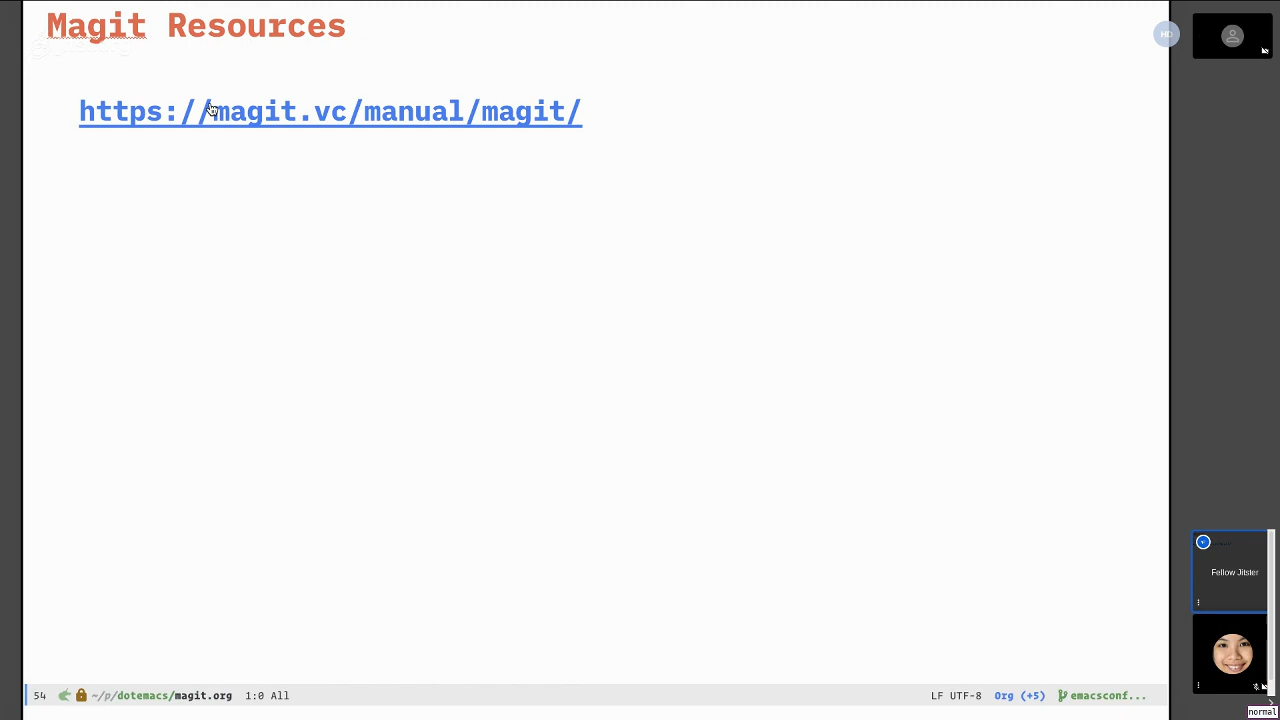 Magit Resources
HD
https://magit.vc/manual/magit/
Fellow Jitster
54 ~/p/dotemacs/magit.org 1:0 All LF UTF-8 Org (+5) emacsconf...
normal